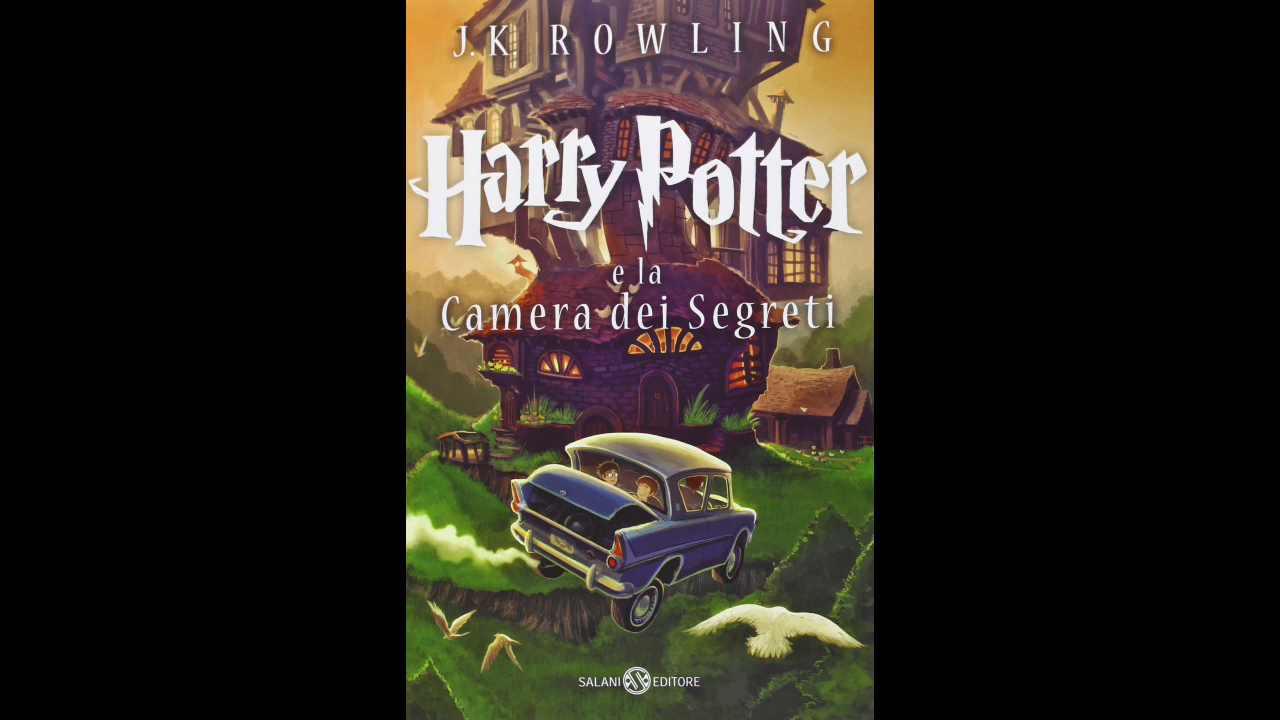 J.K. ROWLING
Harry Potter
e la
Camera dei Segreti
SALANI EDITORE